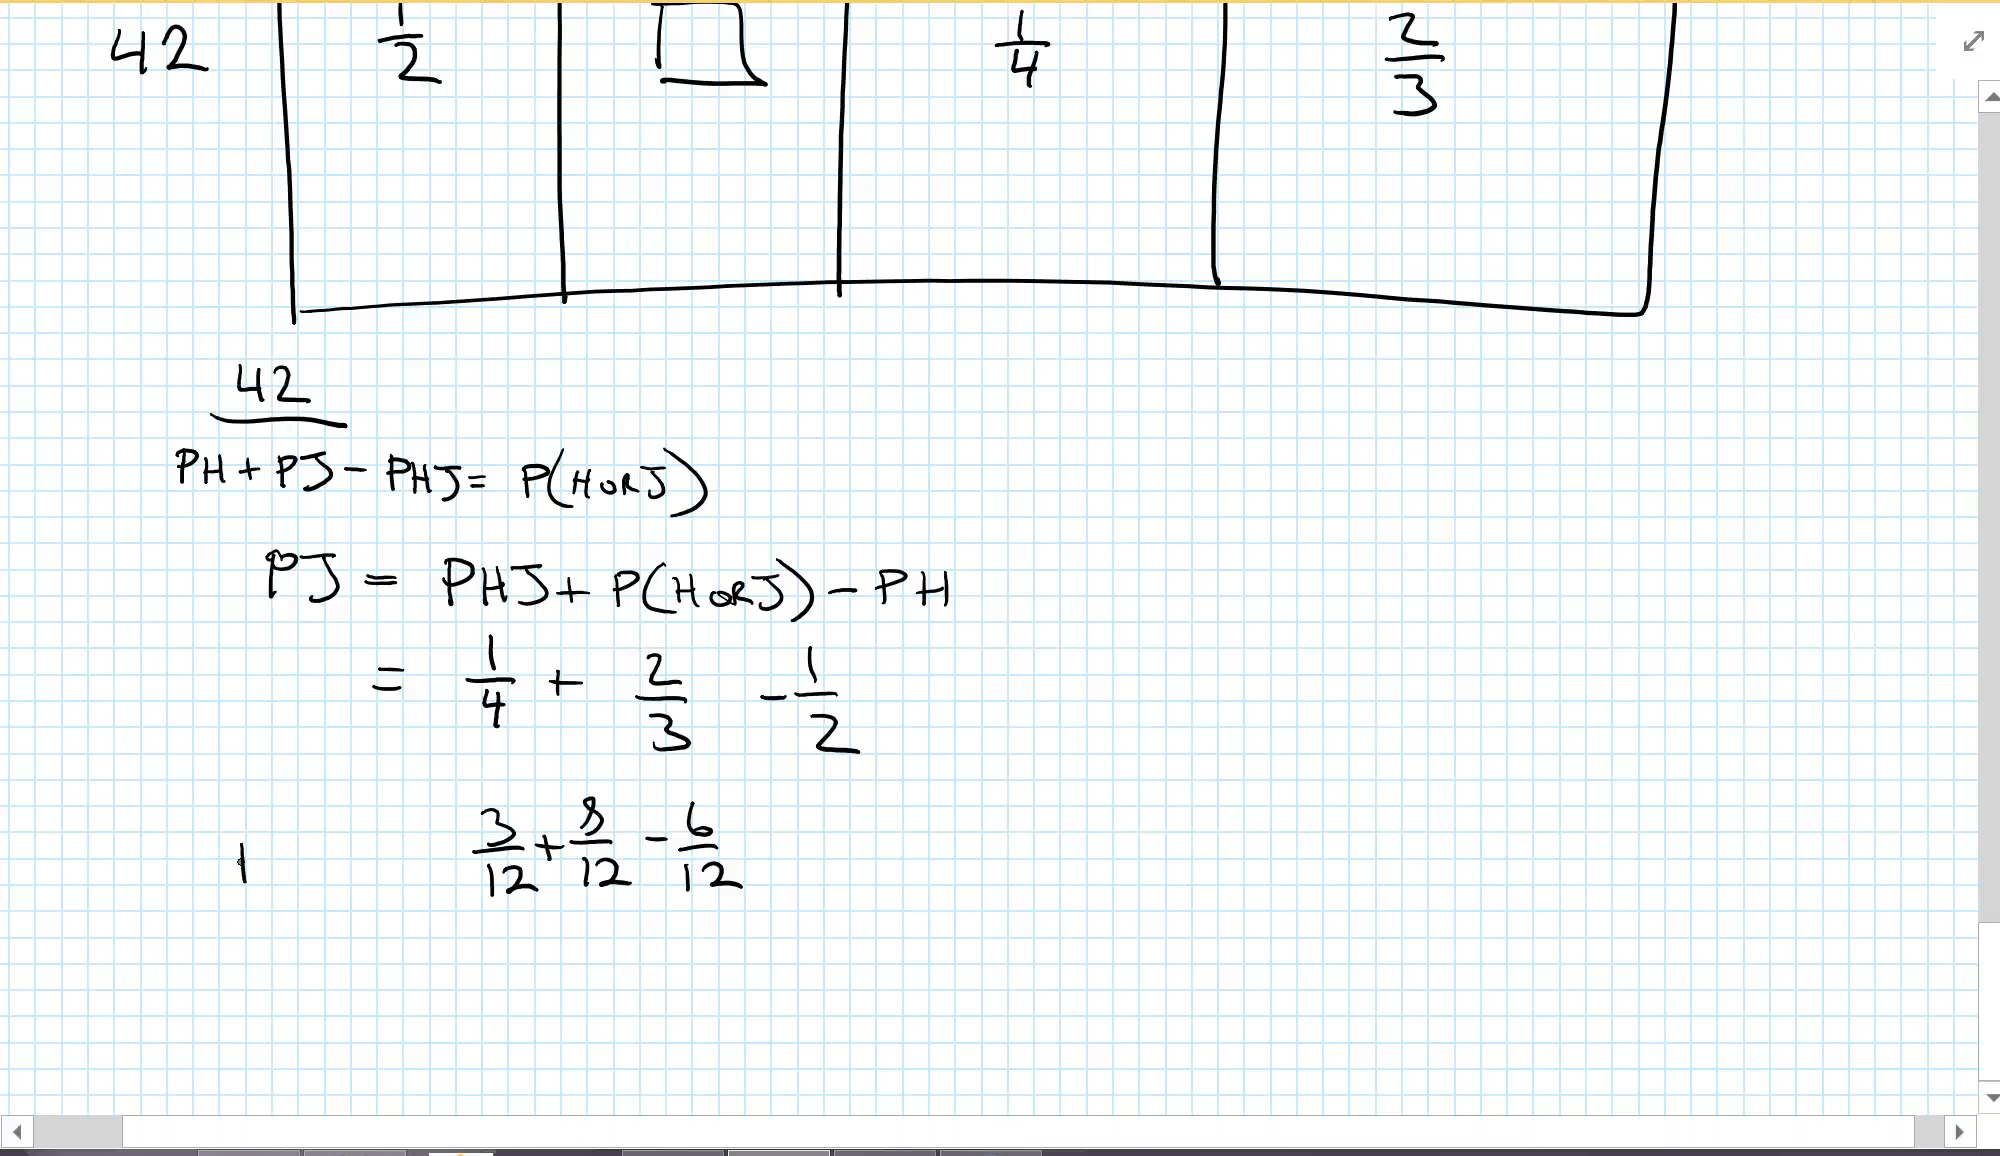 42 1/2 □ 1/4 2/3
42
PH + PJ - PHJ = P(H OR J)
PJ = PHJ + P(H OR J) - PH
= 1/4 + 2/3 - 1/2
3/12 + 8/12 - 6/12